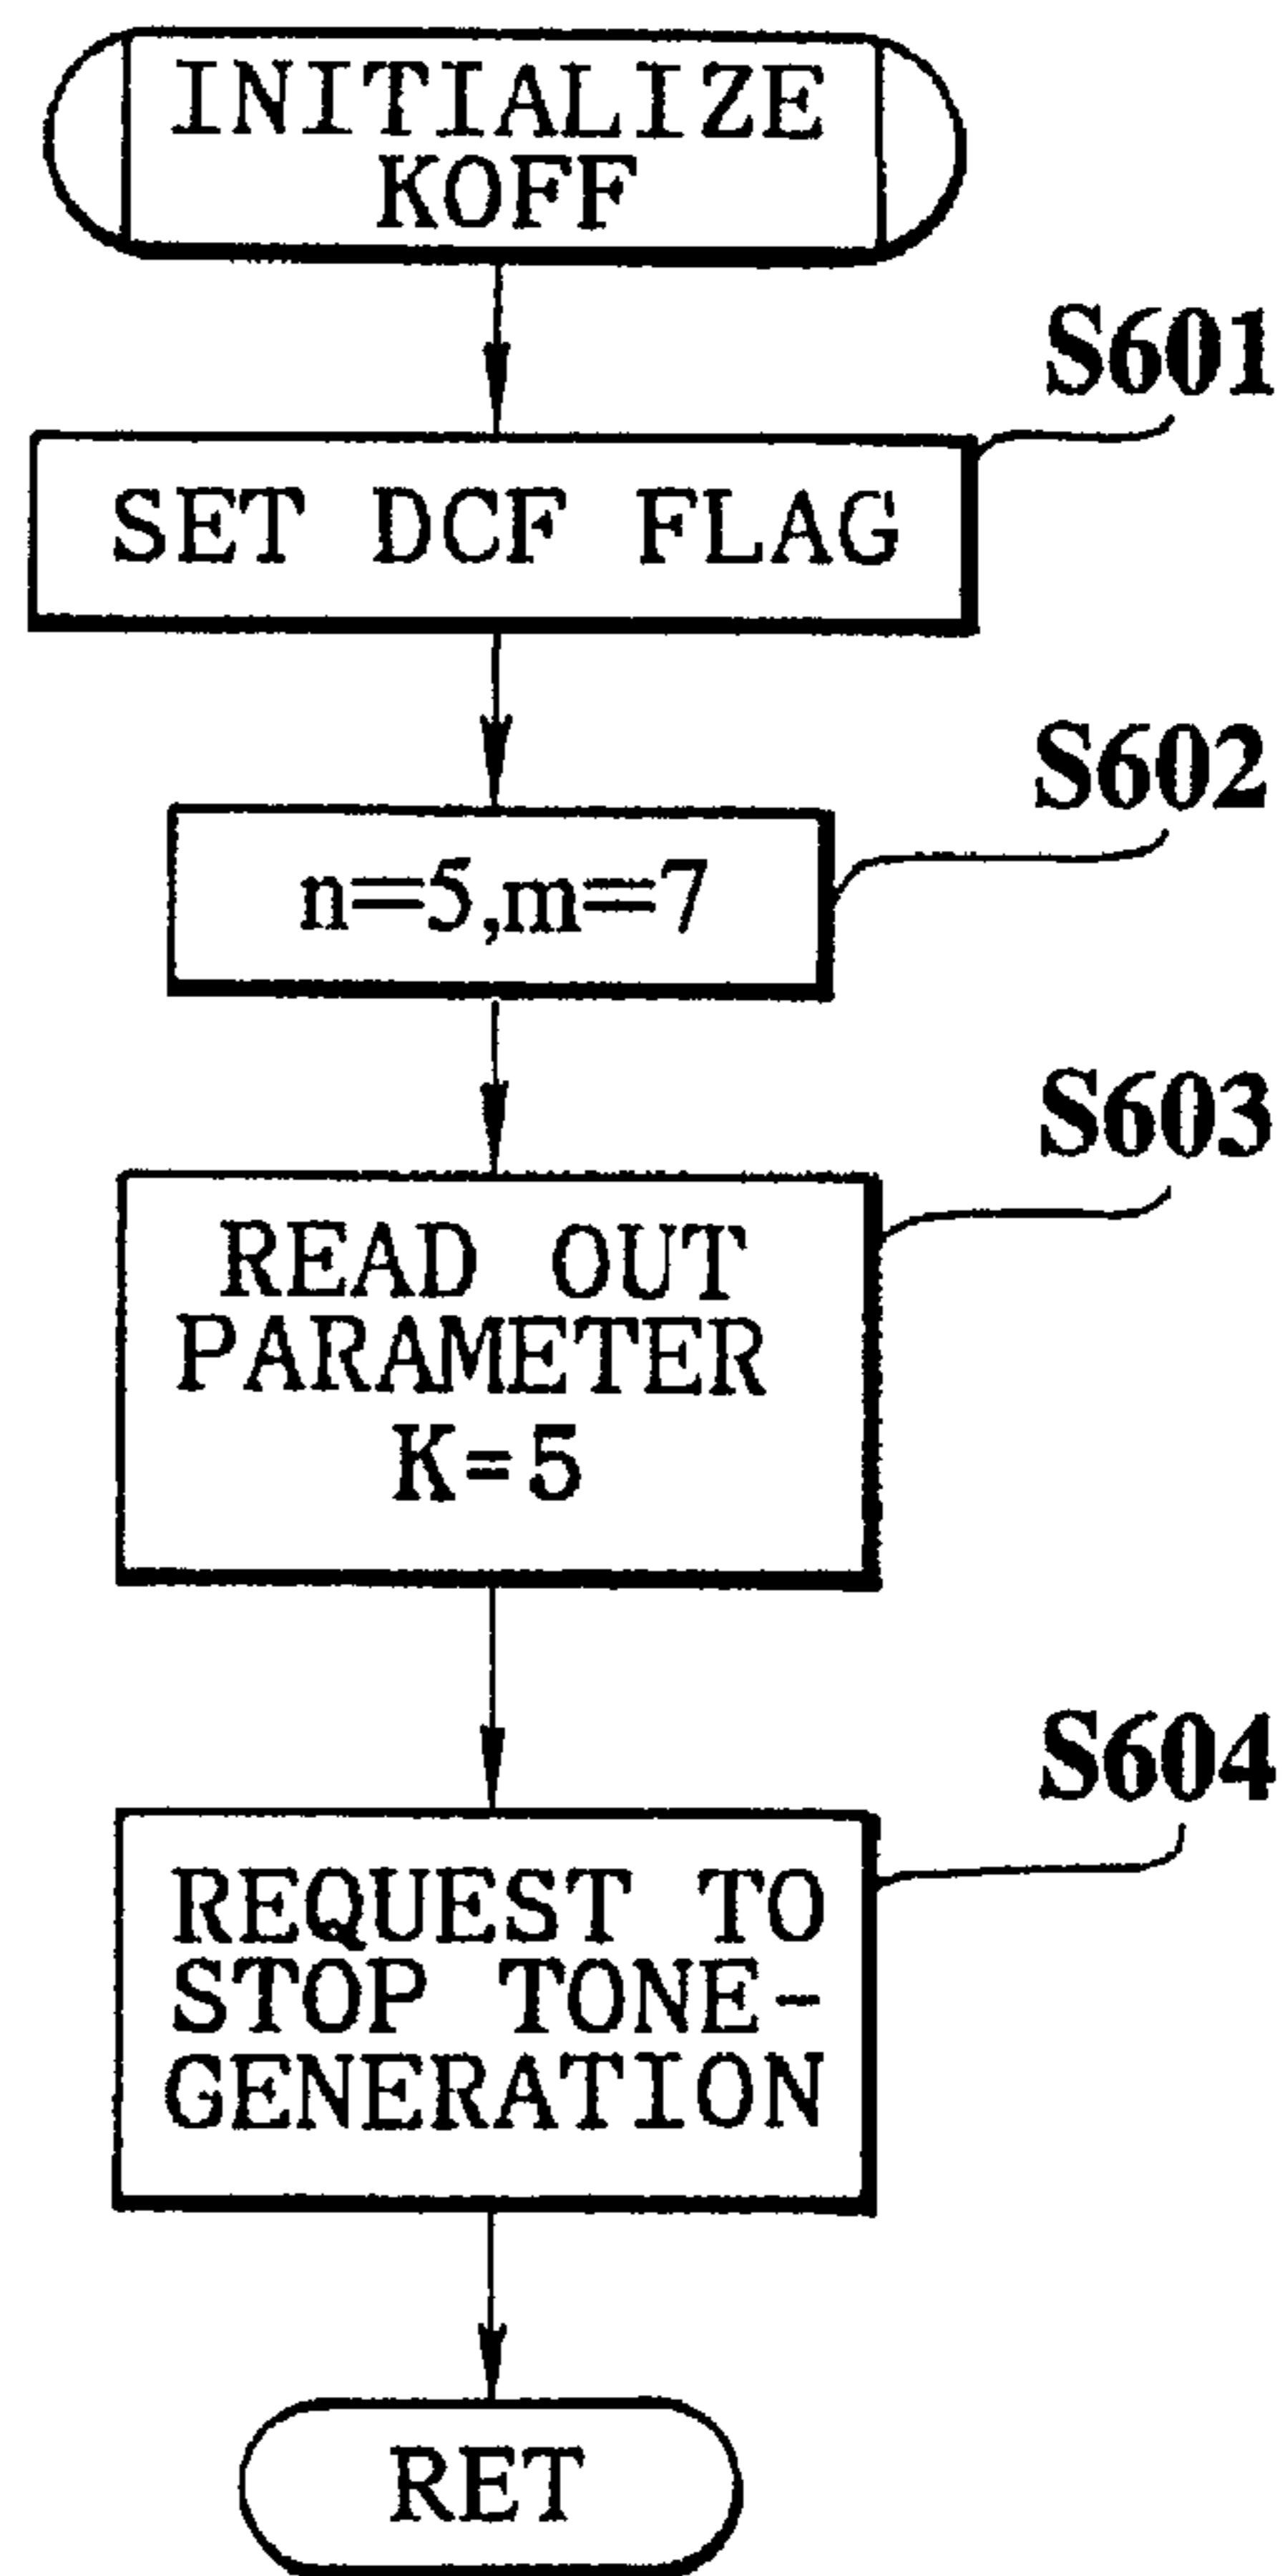 INITIALIZE
KOFF
S601
SET DCF FLAG
S602
n=5,m=7
S603
READ OUT
PARAMETER
K=5
S604
REQUEST TO
STOP TONE-
GENERATION
RET